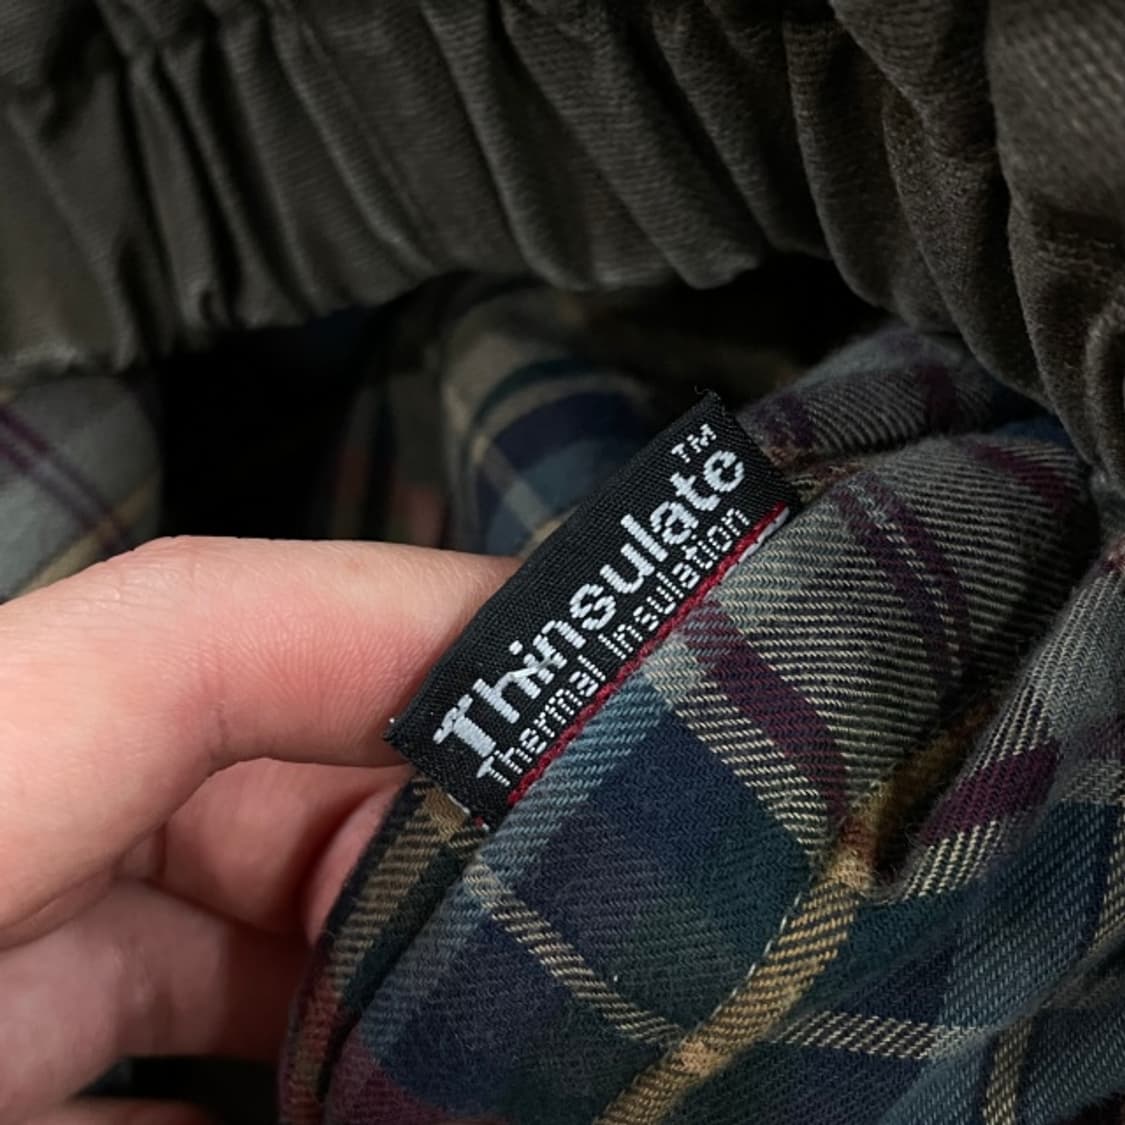 Thinsulate™
Thermal Insulation